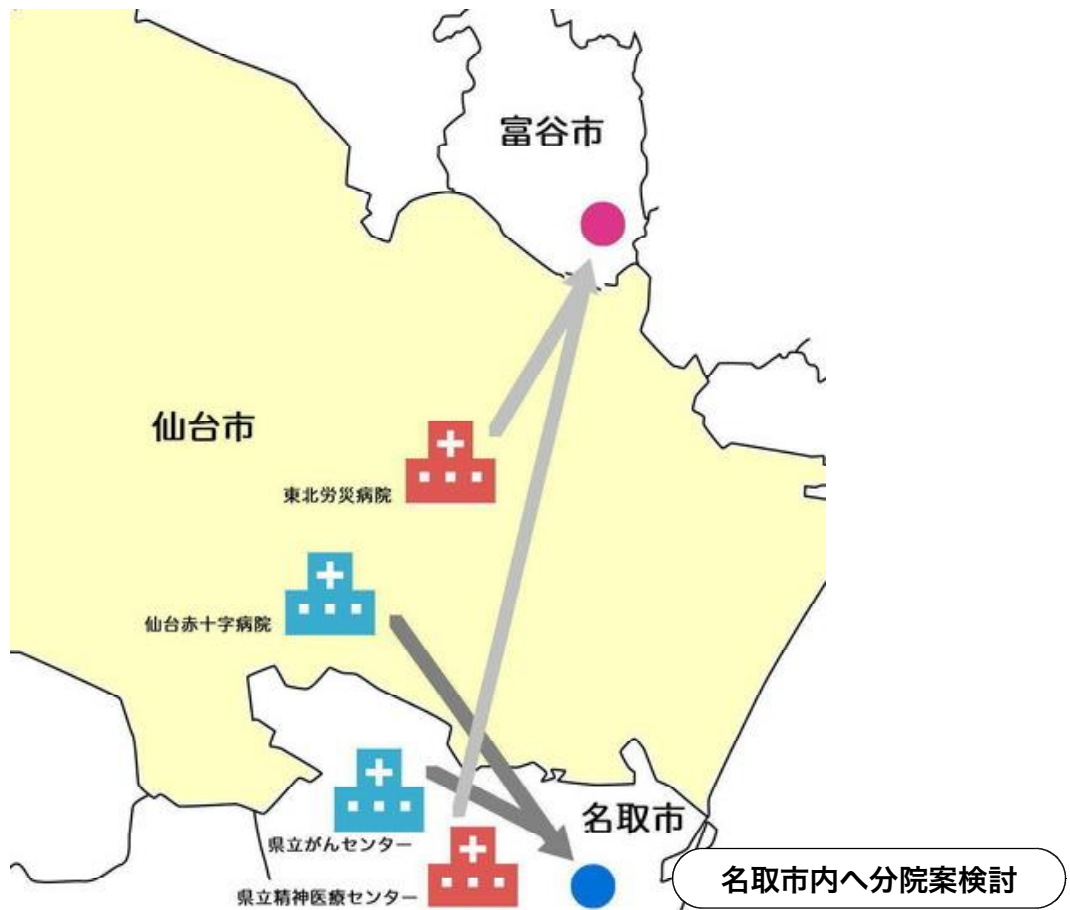 富谷市
仙台市
東北労災病院
仙台赤十字病院
名取市
県立がんセンター
県立精神医療センター
名取市内へ分院案検討